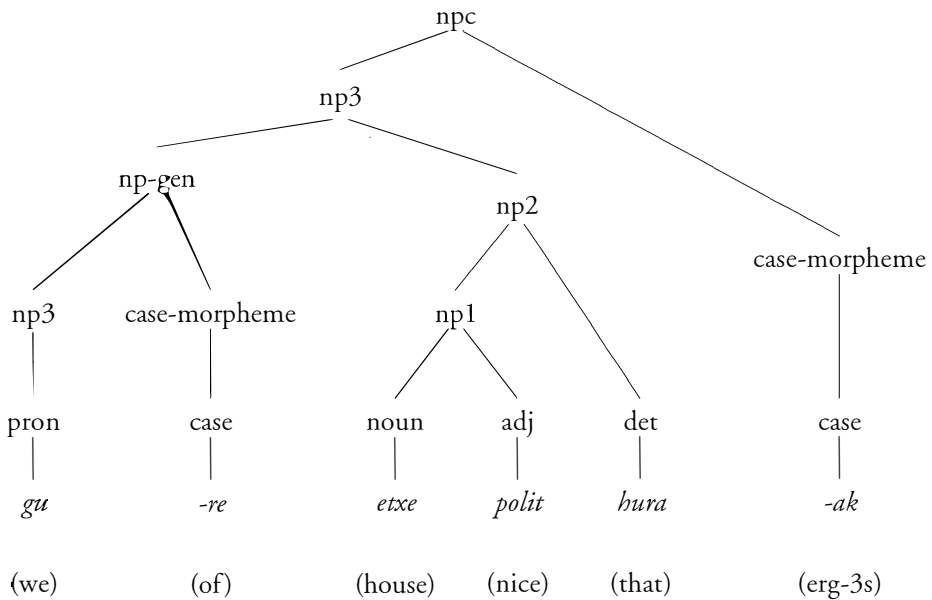 npc
np3
np-gen
np2
case-morpheme
np3 case-morpheme np1
pron case noun adj det case
gu -re etxe polit hura -ak
(we) (of) (house) (nice) (that) (erg-3s)